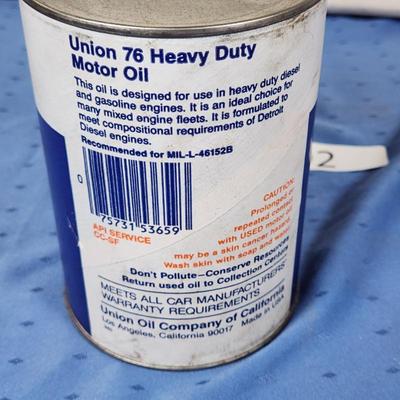 Union 76 Heavy Duty
Motor Oil
This oil is designed for use in heavy duty diesel
and gasoline engines. It is an ideal choice for
many mixed engine fleets. It is formulated to
meet compositional requirements of Detroit
Diesel engines.
Recommended for MIL-L-46152B
0
75731 53659
API SERVICE
CC-SF
CAUTION:
Prolonged or
repeated contact
with USED motor oil
may be a skin cancer hazard.
Wash skin with soap and water.
Don't Pollute—Conserve Resources
Return used oil to Collection Centers
MEETS ALL CAR MANUFACTURERS'
WARRANTY REQUIREMENTS
Union Oil Company of California
Los Angeles, California 90017 Made in USA
2